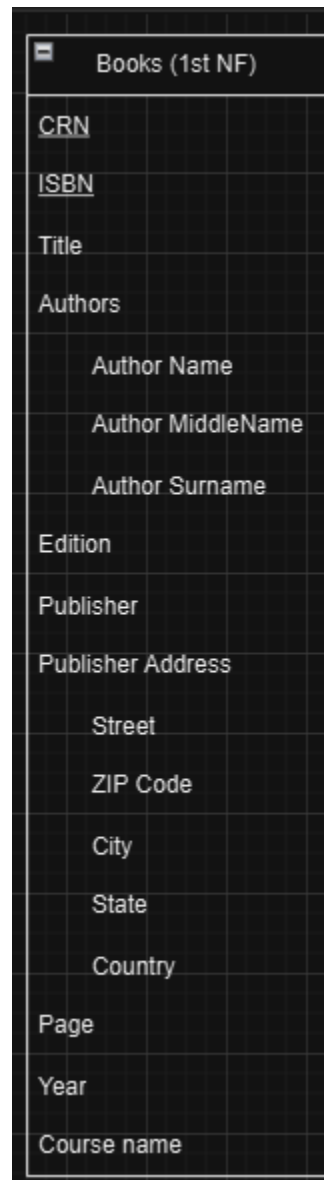 Books (1st NF)
CRN
ISBN
Title
Authors
Author Name
Author MiddleName
Author Surname
Edition
Publisher
Publisher Address
Street
ZIP Code
City
State
Country
Page
Year
Course name